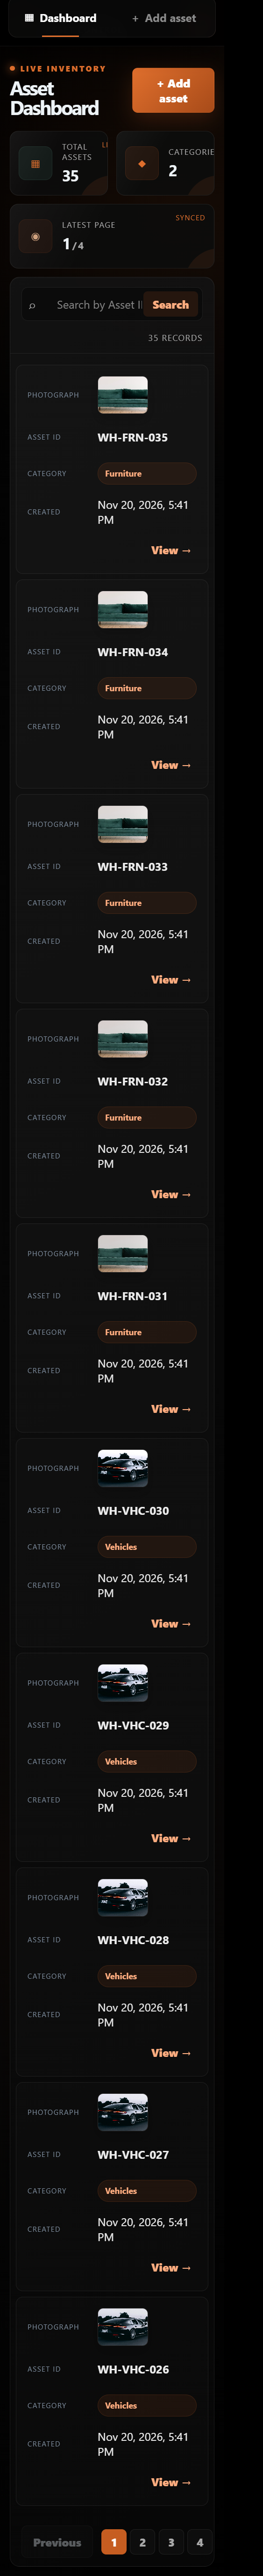 Dashboard
+ Add asset
LIVE INVENTORY
Asset
Dashboard
+ Add
asset
TOTAL
ASSETS
35
LI
CATEGORIE
2
LATEST PAGE
1/4
SYNCED
Search by Asset I
Search
35 RECORDS
PHOTOGRAPH
ASSET ID
WH-FRN-035
CATEGORY
Furniture
CREATED
Nov 20, 2026, 5:41
PM
View →
PHOTOGRAPH
ASSET ID
WH-FRN-034
CATEGORY
Furniture
CREATED
Nov 20, 2026, 5:41
PM
View →
PHOTOGRAPH
ASSET ID
WH-FRN-033
CATEGORY
Furniture
CREATED
Nov 20, 2026, 5:41
PM
View →
PHOTOGRAPH
ASSET ID
WH-FRN-032
CATEGORY
Furniture
CREATED
Nov 20, 2026, 5:41
PM
View →
PHOTOGRAPH
ASSET ID
WH-FRN-031
CATEGORY
Furniture
CREATED
Nov 20, 2026, 5:41
PM
View →
PHOTOGRAPH
ASSET ID
WH-VHC-030
CATEGORY
Vehicles
CREATED
Nov 20, 2026, 5:41
PM
View →
PHOTOGRAPH
ASSET ID
WH-VHC-029
CATEGORY
Vehicles
CREATED
Nov 20, 2026, 5:41
PM
View →
PHOTOGRAPH
ASSET ID
WH-VHC-028
CATEGORY
Vehicles
CREATED
Nov 20, 2026, 5:41
PM
View →
PHOTOGRAPH
ASSET ID
WH-VHC-027
CATEGORY
Vehicles
CREATED
Nov 20, 2026, 5:41
PM
View →
PHOTOGRAPH
ASSET ID
WH-VHC-026
CATEGORY
Vehicles
CREATED
Nov 20, 2026, 5:41
PM
View →
Previous
1
2
3
4